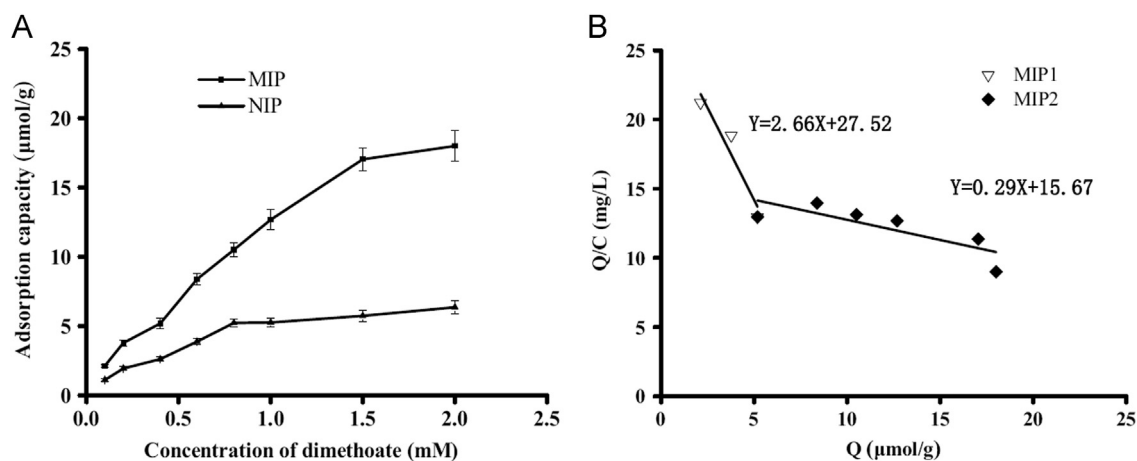 A
Adsorption capacity (μmol/g)
25
20
15
10
5
0
MIP
NIP
0.0 0.5 1.0 1.5 2.0 2.5
Concentration of dimethoate (mM)
B
Q/C (mg/L)
25
20
15
10
5
0
MIP1
MIP2
Y=2.66X+27.52
Y=0.29X+15.67
0 5 10 15 20 25
Q (μmol/g)